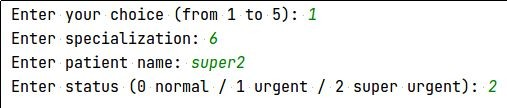 Enter your choice (from 1 to 5): 1
Enter specialization: 6
Enter patient name: super2
Enter status (0 normal / 1 urgent / 2 super urgent): 2